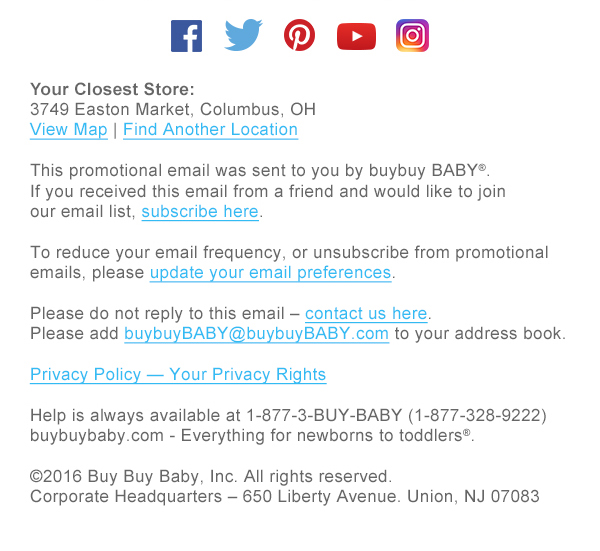 Your Closest Store:
3749 Easton Market, Columbus, OH
View Map | Find Another Location
This promotional email was sent to you by buybuy BABY®.
If you received this email from a friend and would like to join
our email list, subscribe here.
To reduce your email frequency, or unsubscribe from promotional
emails, please update your email preferences.
Please do not reply to this email – contact us here.
Please add buybuyBABY@buybuyBABY.com to your address book.
Privacy Policy — Your Privacy Rights
Help is always available at 1-877-3-BUY-BABY (1-877-328-9222)
buybuybaby.com - Everything for newborns to toddlers®.
©2016 Buy Buy Baby, Inc. All rights reserved.
Corporate Headquarters – 650 Liberty Avenue. Union, NJ 07083